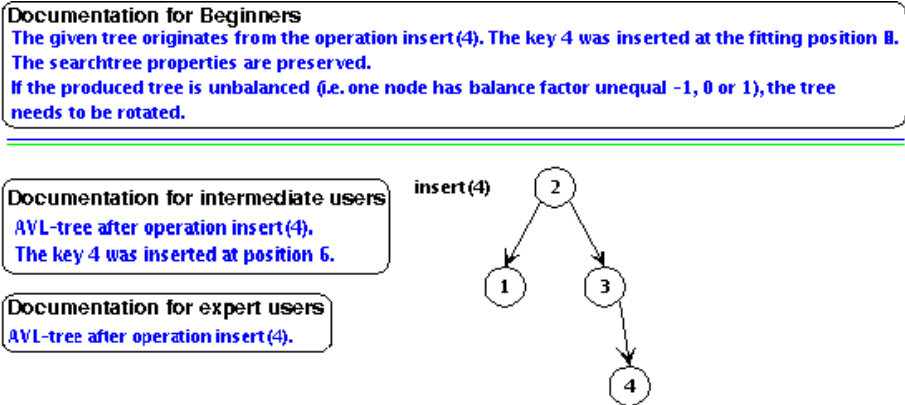 Documentation for Beginners
The given tree originates from the operation insert(4). The key 4 was inserted at the fitting position
The searchtree properties are preserved.
If the produced tree is unbalanced (i.e. one node has balance factor unequal -1, 0 or 1), the tree
needs to be rotated.
Documentation for intermediate users
AVL-tree after operation insert(4).
The key 4 was inserted at position 6.
Documentation for expert users
AVL-tree after operation insert(4).
insert(4)
2
1
3
4